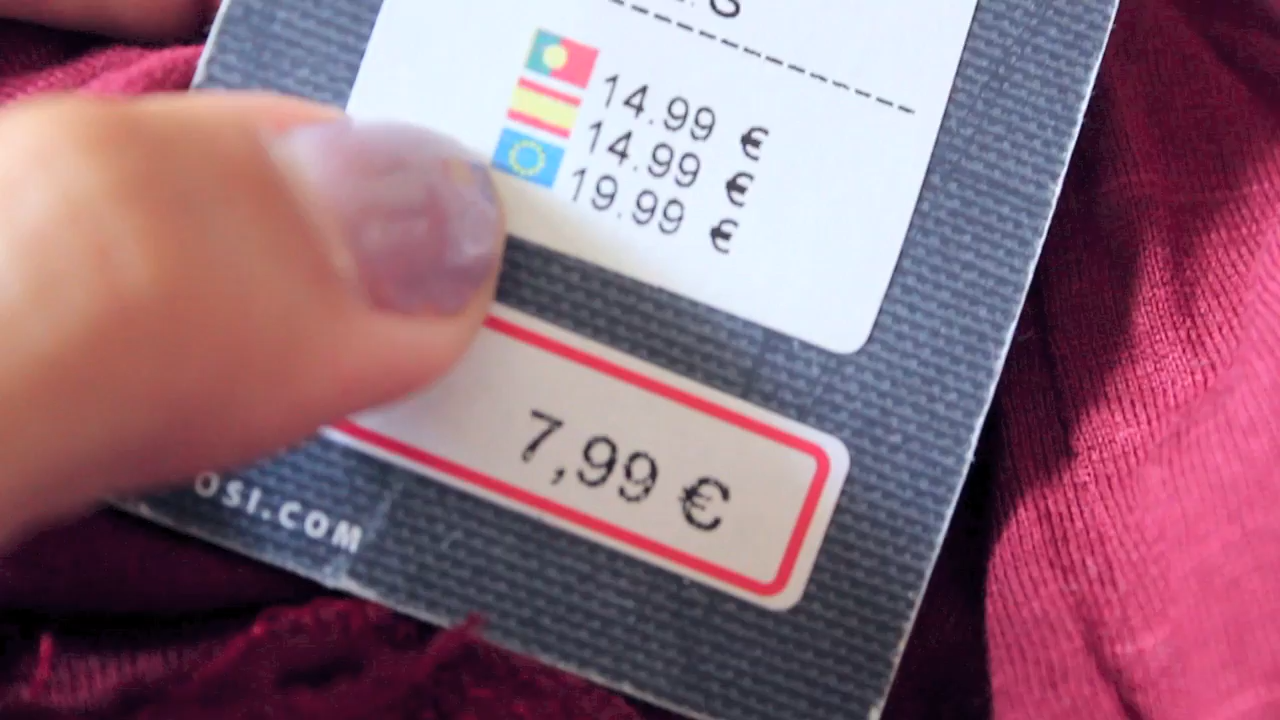 14.99 €
14.99 €
19.99 €
7,99 €
OSI.COM